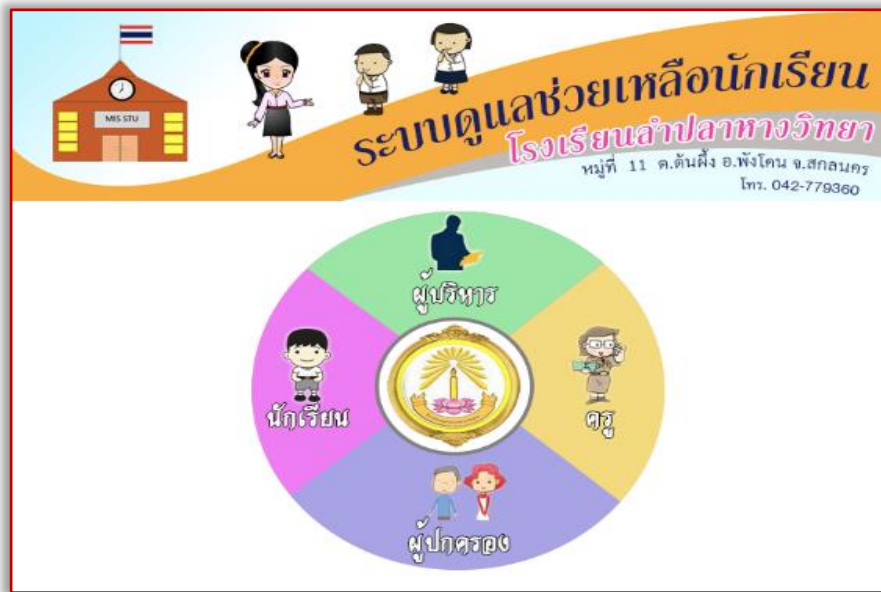 MIS STU
ระบบดูแลช่วยเหลือนักเรียน
โรงเรียนลำปลาหางวิทยา
หมู่ที่ 11 ต.ต้นผึ้ง อ.พังโคน จ.สกลนคร
โทร. 042-779360
ผู้บริหาร
นักเรียน
ครู
ผู้ปกครอง